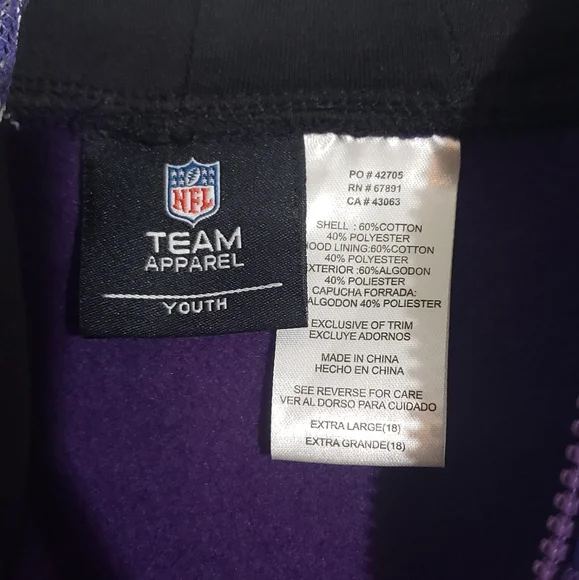 NFL
TEAM
APPAREL
YOUTH
PO # 42705
RN # 67891
CA # 43063
SHELL : 60%COTTON
40% POLYESTER
OOD LINING:60%COTTON
40% POLYESTER
XTERIOR :60%ALGODON
40% POLIESTER
CAPUCHA FORRADA:
ALGODON 40% POLIESTER
EXCLUSIVE OF TRIM
EXCLUYE ADORNOS
MADE IN CHINA
HECHO EN CHINA
SEE REVERSE FOR CARE
VER AL DORSO PARA CUIDADO
EXTRA LARGE(18)
EXTRA GRANDE(18)